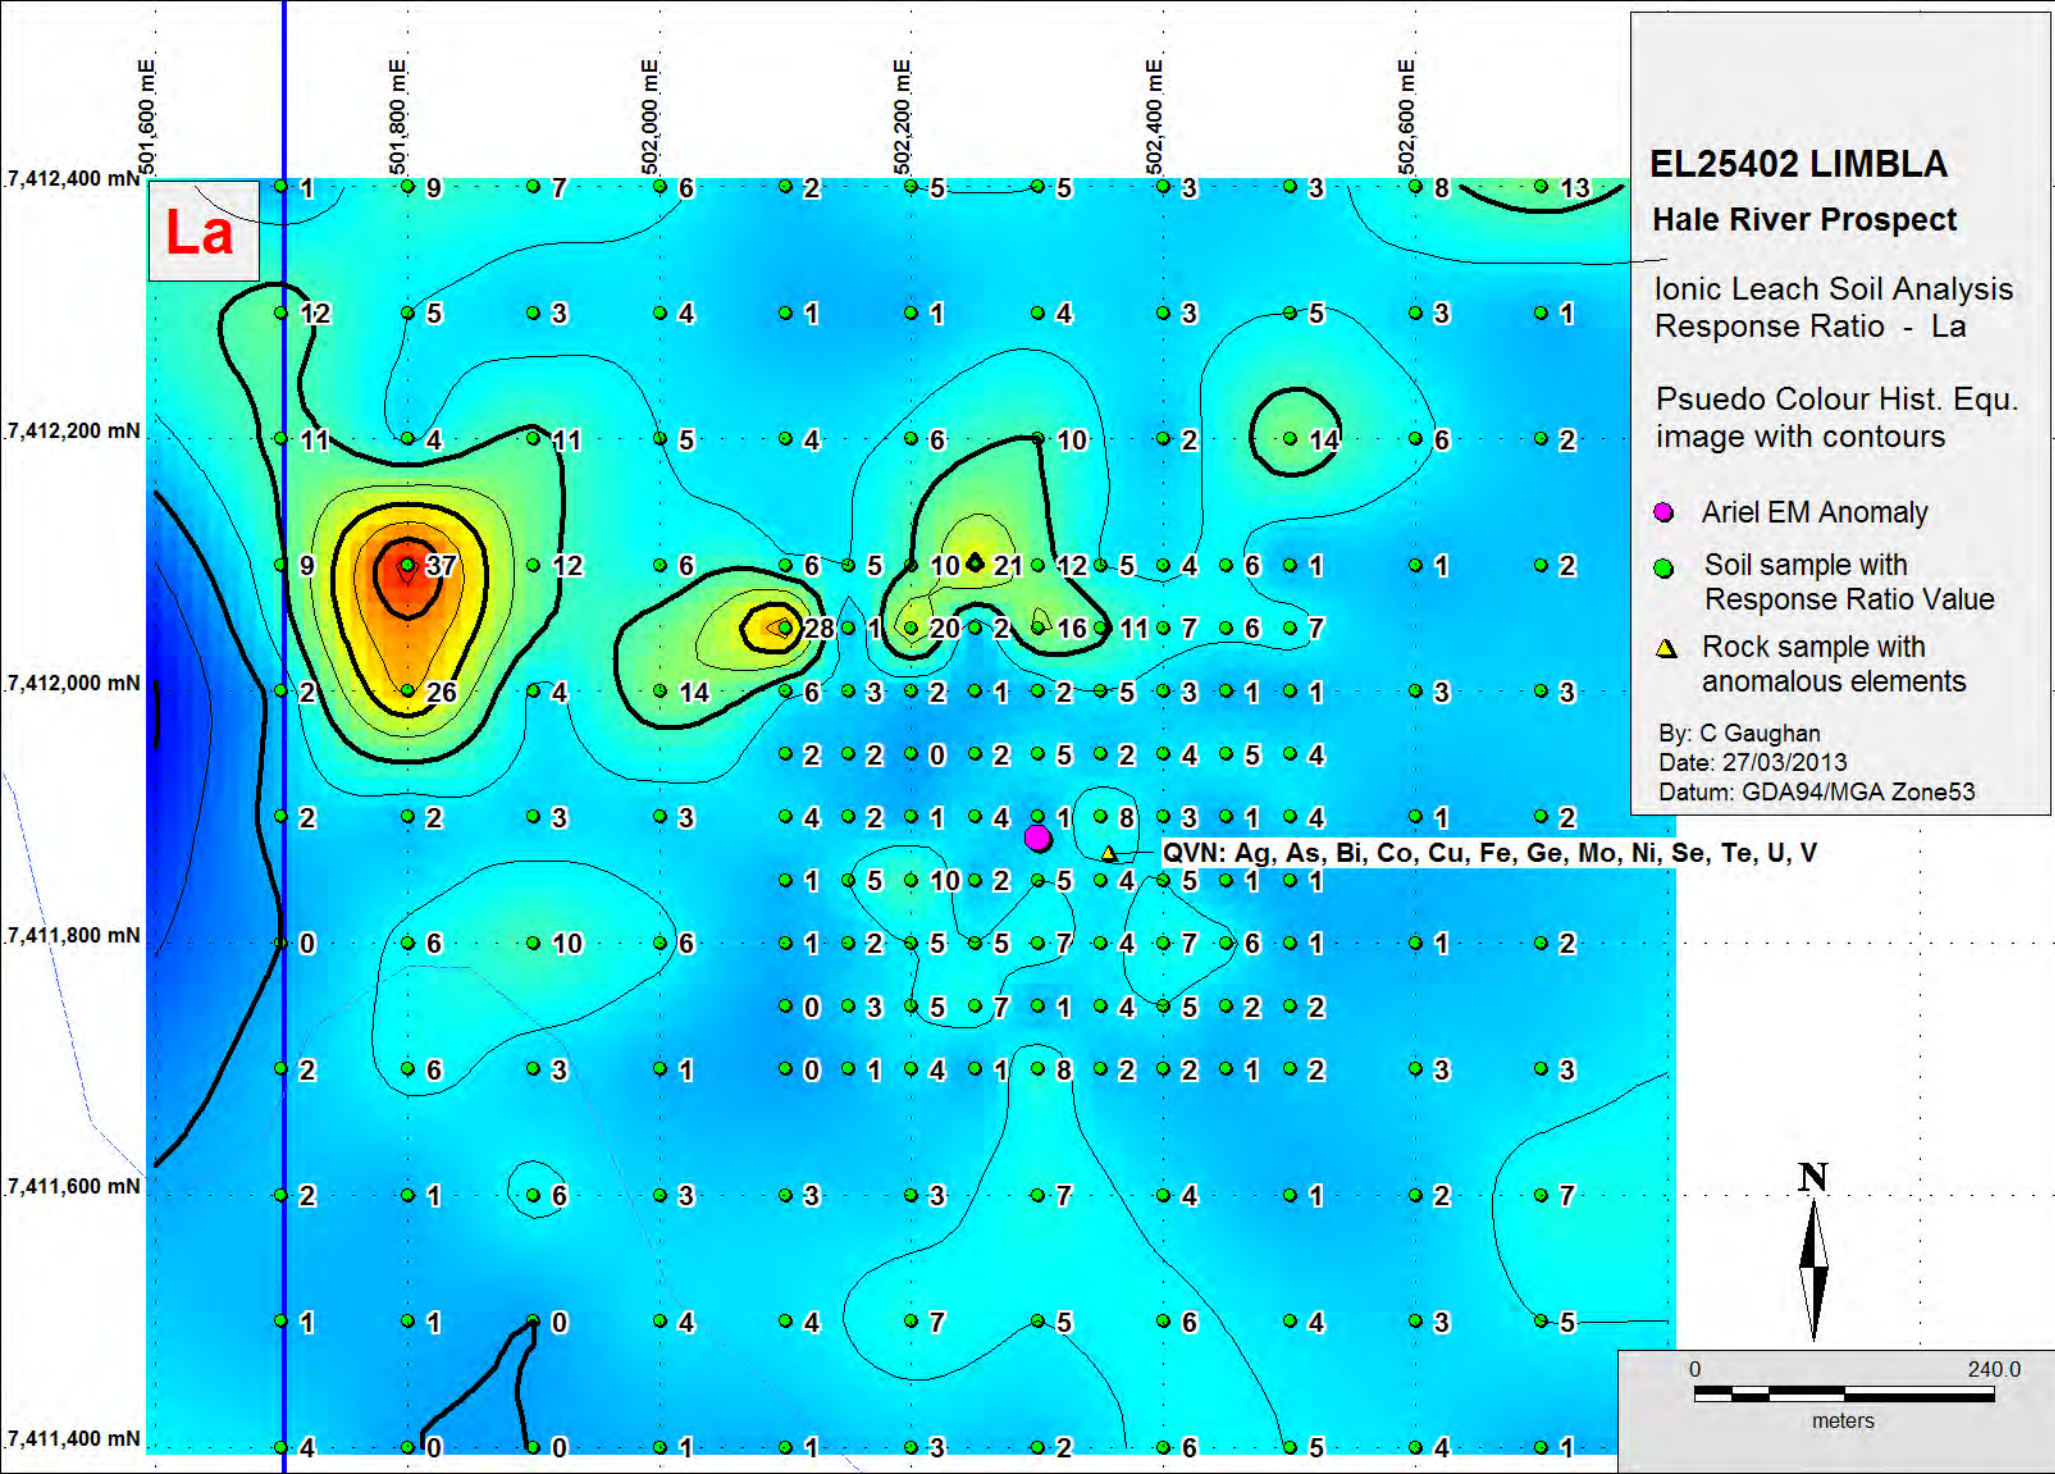 501,600 mE 501,800 mE 502,000 mE 502,200 mE 502,400 mE 502,600 mE
7,412,400 mN 1 9 7 6 2 5 5 3 3 8 13
La
12 5 3 4 1 1 4 3 5 3 1
7,412,200 mN 11 4 11 5 4 6 10 2 14 6 2
9 37 12 6 6 5 10 21 12 5 4 6 1 1 2
28 1 20 2 16 11 7 6 7
7,412,000 mN 2 26 4 14 6 3 2 1 2 5 3 1 1 3 3
2 2 0 2 5 2 4 5 4
2 2 3 3 4 2 1 4 1 8 3 1 4 1 2
QVN: Ag, As, Bi, Co, Cu, Fe, Ge, Mo, Ni, Se, Te, U, V
1 5 10 2 5 4 5 1 1
7,411,800 mN 0 6 10 6 1 2 5 5 7 4 7 6 1 1 2
0 3 5 7 1 4 5 2 2
2 6 3 1 0 1 4 1 8 2 2 1 2 3 3
7,411,600 mN 2 1 6 3 3 3 7 4 1 2 7
1 1 0 4 4 7 5 6 4 3 5
7,411,400 mN 4 0 0 1 1 3 2 6 5 4 1
EL25402 LIMBLA
Hale River Prospect
Ionic Leach Soil Analysis
Response Ratio - La
Psuedo Colour Hist. Equ.
image with contours
Ariel EM Anomaly
Soil sample with
Response Ratio Value
Rock sample with
anomalous elements
By: C Gaughan
Date: 27/03/2013
Datum: GDA94/MGA Zone53
N
0 240.0
meters